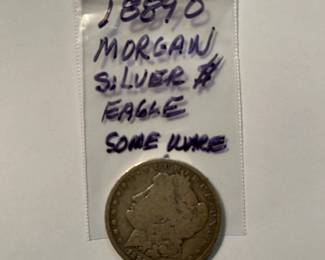 1889 O
MORGAN
SILVER $
EAGLE
SOME WARE